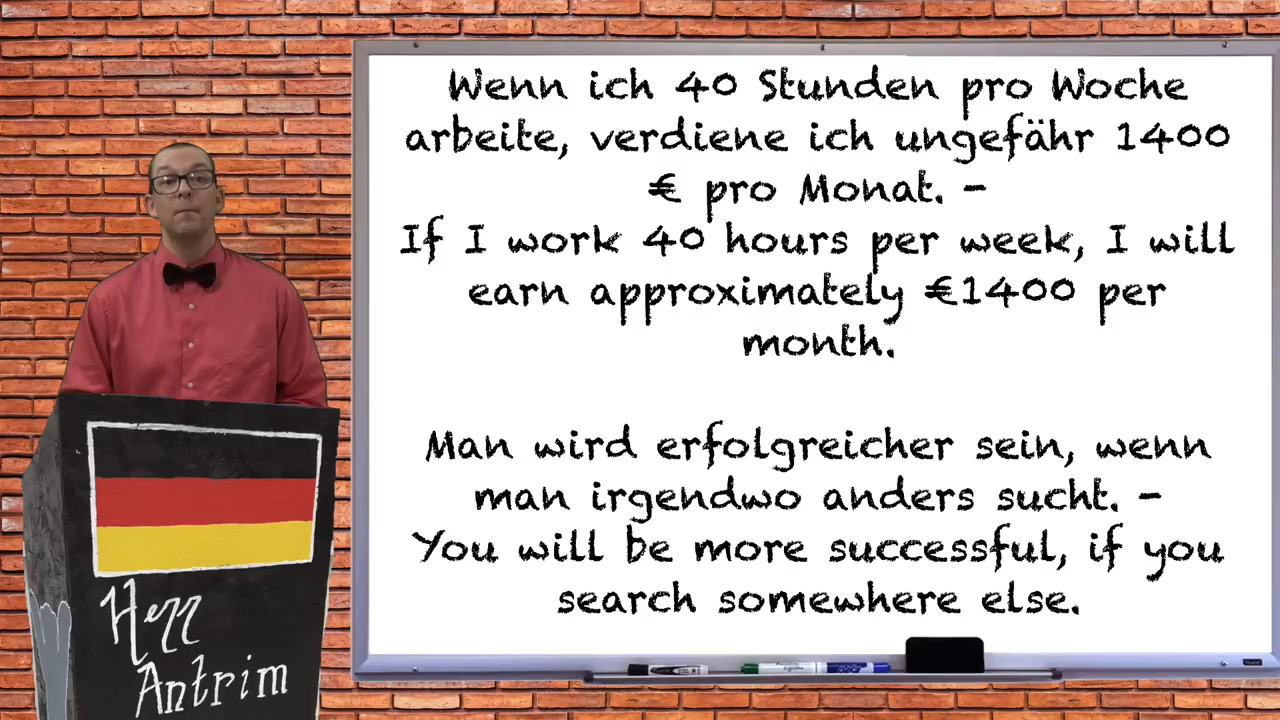 Wenn ich 40 Stunden pro Woche
arbeite, verdiene ich ungefähr 1400
€ pro Monat. –
If I work 40 hours per week, I will
earn approximately €1400 per
month.
Man wird erfolgreicher sein, wenn
man irgendwo anders sucht. –
You will be more successful, if you
search somewhere else.
Herr
Antrim